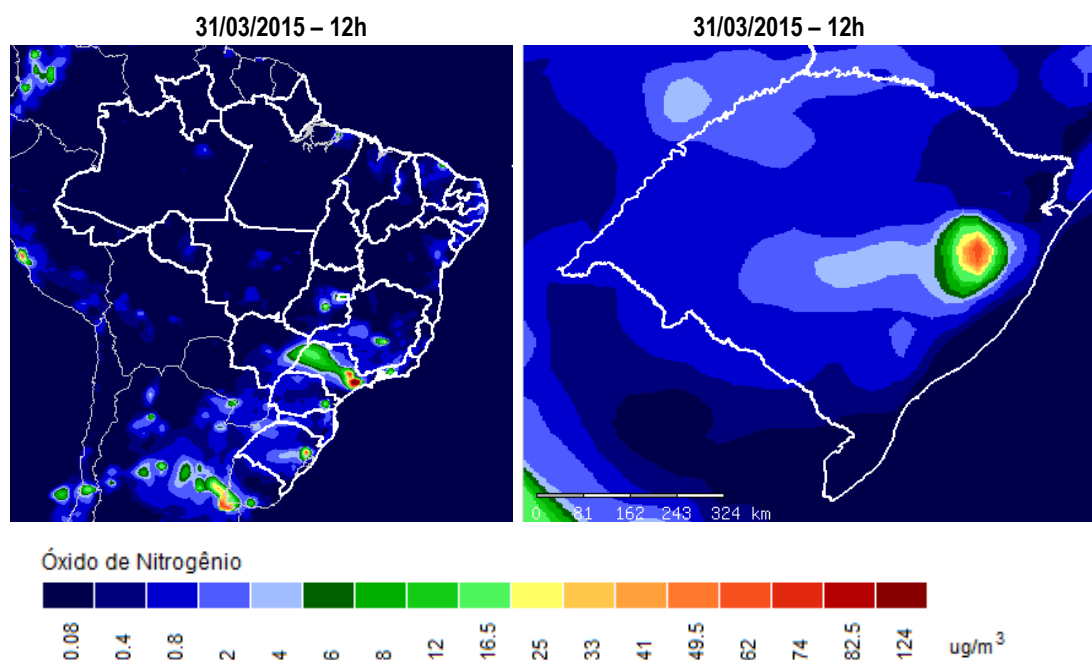 31/03/2015 – 12h
31/03/2015 – 12h
0 81 162 243 324 km
Óxido de Nitrogênio
0.08 0.4 0.8 2 4 6 8 12 16.5 25 33 41 49.5 62 74 82.5 124 ug/m³